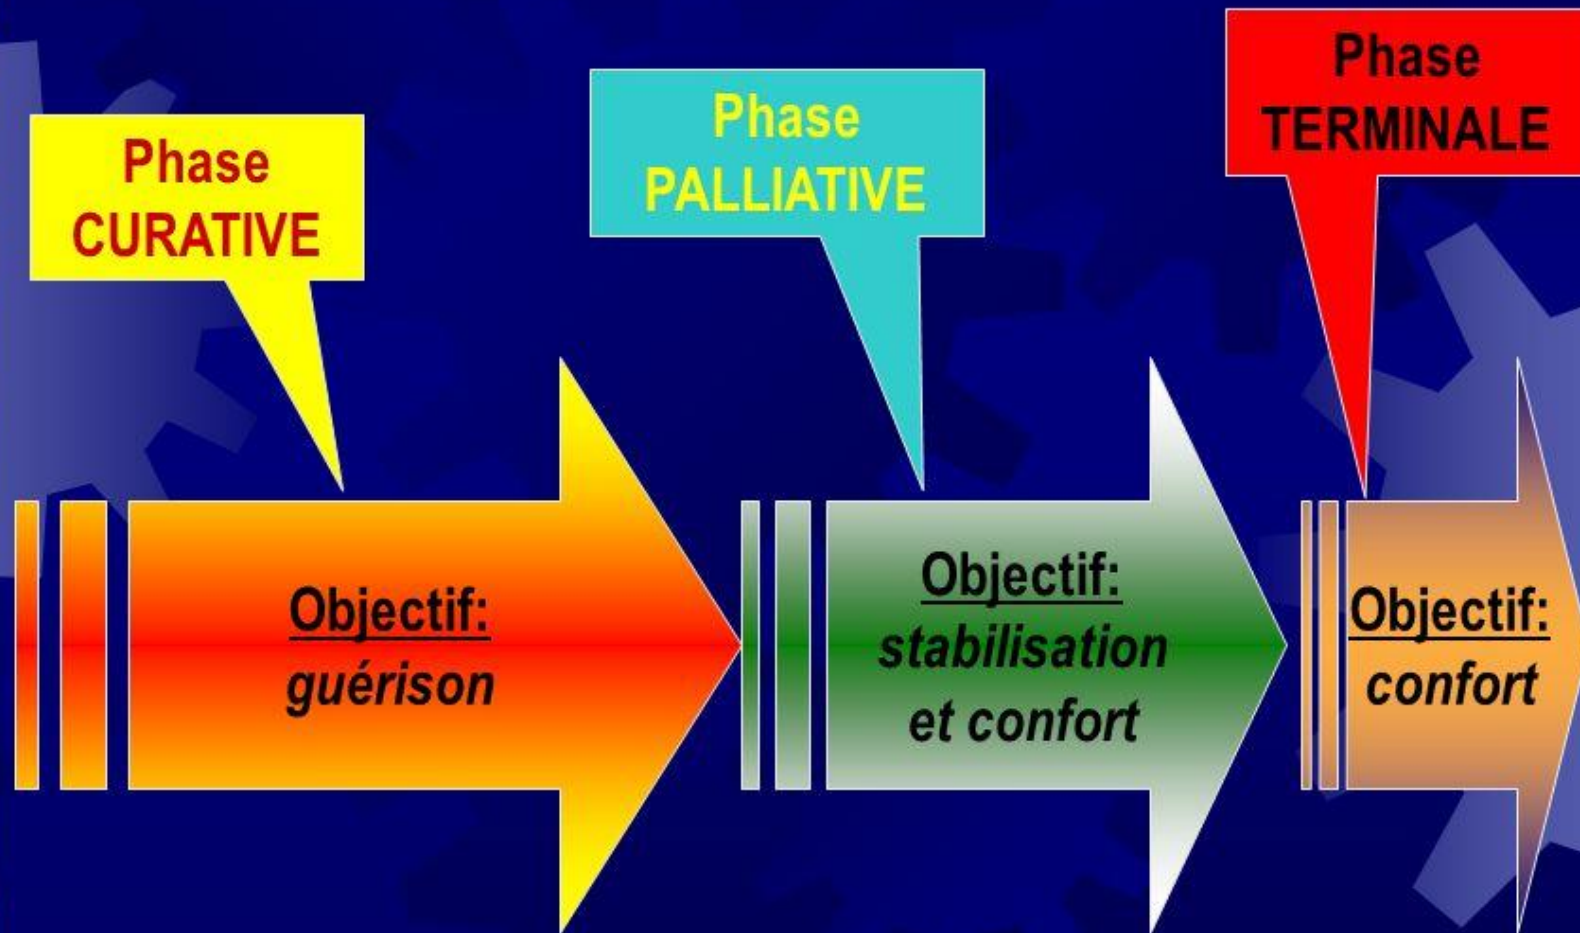 Phase
CURATIVE
Phase
PALLIATIVE
Phase
TERMINALE
Objectif:
guérison
Objectif:
stabilisation
et confort
Objectif:
confort